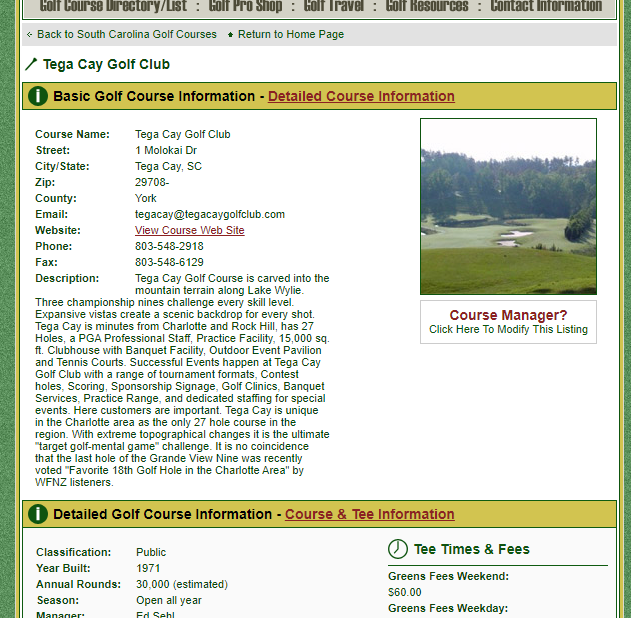 Golf Course Directory/List : Golf Pro Shop : Golf Travel : Golf Resources : Contact Information
Back to South Carolina Golf Courses Return to Home Page
Tega Cay Golf Club
Basic Golf Course Information - Detailed Course Information
Course Name: Tega Cay Golf Club
Street: 1 Molokai Dr
City/State: Tega Cay, SC
Zip: 29708-
County: York
Email: tegacay@tegacaygolfclub.com
Website: View Course Web Site
Phone: 803-548-2918
Fax: 803-548-6129
Description: Tega Cay Golf Course is carved into the
mountain terrain along Lake Wylie.
Three championship nines challenge every skill level.
Expansive vistas create a scenic backdrop for every shot.
Tega Cay is minutes from Charlotte and Rock Hill, has 27
Holes, a PGA Professional Staff, Practice Facility, 15,000 sq.
ft. Clubhouse with Banquet Facility, Outdoor Event Pavilion
and Tennis Courts. Successful Events happen at Tega Cay
Golf Club with a range of tournament formats, Contest
holes, Scoring, Sponsorship Signage, Golf Clinics, Banquet
Services, Practice Range, and dedicated staffing for special
events. Here customers are important. Tega Cay is unique
in the Charlotte area as the only 27 hole course in the
region. With extreme topographical changes it is the ultimate
"target golf-mental game" challenge. It is no coincidence
that the last hole of the Grande View Nine was recently
voted "Favorite 18th Golf Hole in the Charlotte Area" by
WFNZ listeners.
Course Manager?
Click Here To Modify This Listing
Detailed Golf Course Information - Course & Tee Information
Classification: Public
Year Built: 1971
Annual Rounds: 30,000 (estimated)
Season: Open all year
Manager: Ed Sehl
Tee Times & Fees
Greens Fees Weekend:
$60.00
Greens Fees Weekday: